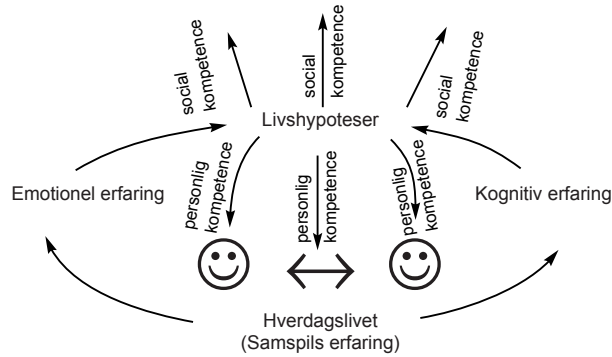 social
kompetence
social
kompetence
social
kompetence
Livshypoteser
Emotionel erfaring
personlig
kompetence
personlig
kompetence
personlig
kompetence
Kognitiv erfaring
Hverdagslivet
(Samspils erfaring)